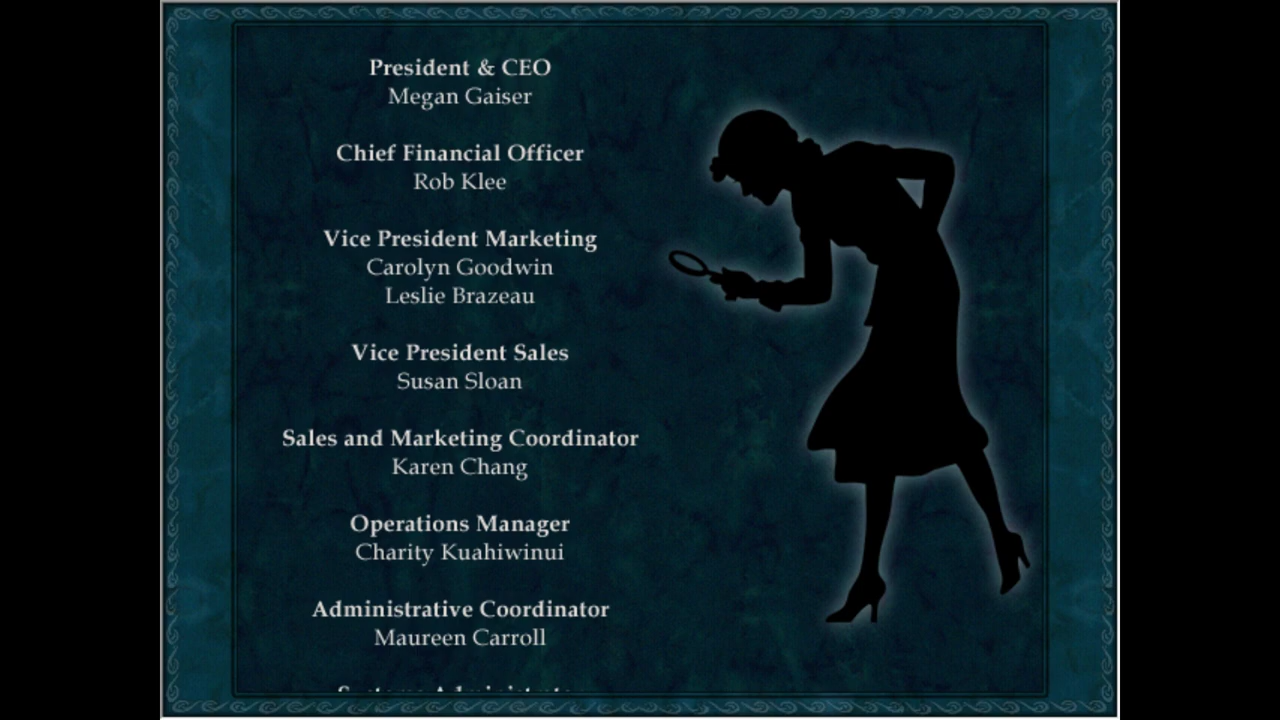 President & CEO
Megan Gaiser
Chief Financial Officer
Rob Klee
Vice President Marketing
Carolyn Goodwin
Leslie Brazeau
Vice President Sales
Susan Sloan
Sales and Marketing Coordinator
Karen Chang
Operations Manager
Charity Kuahiwinui
Administrative Coordinator
Maureen Carroll